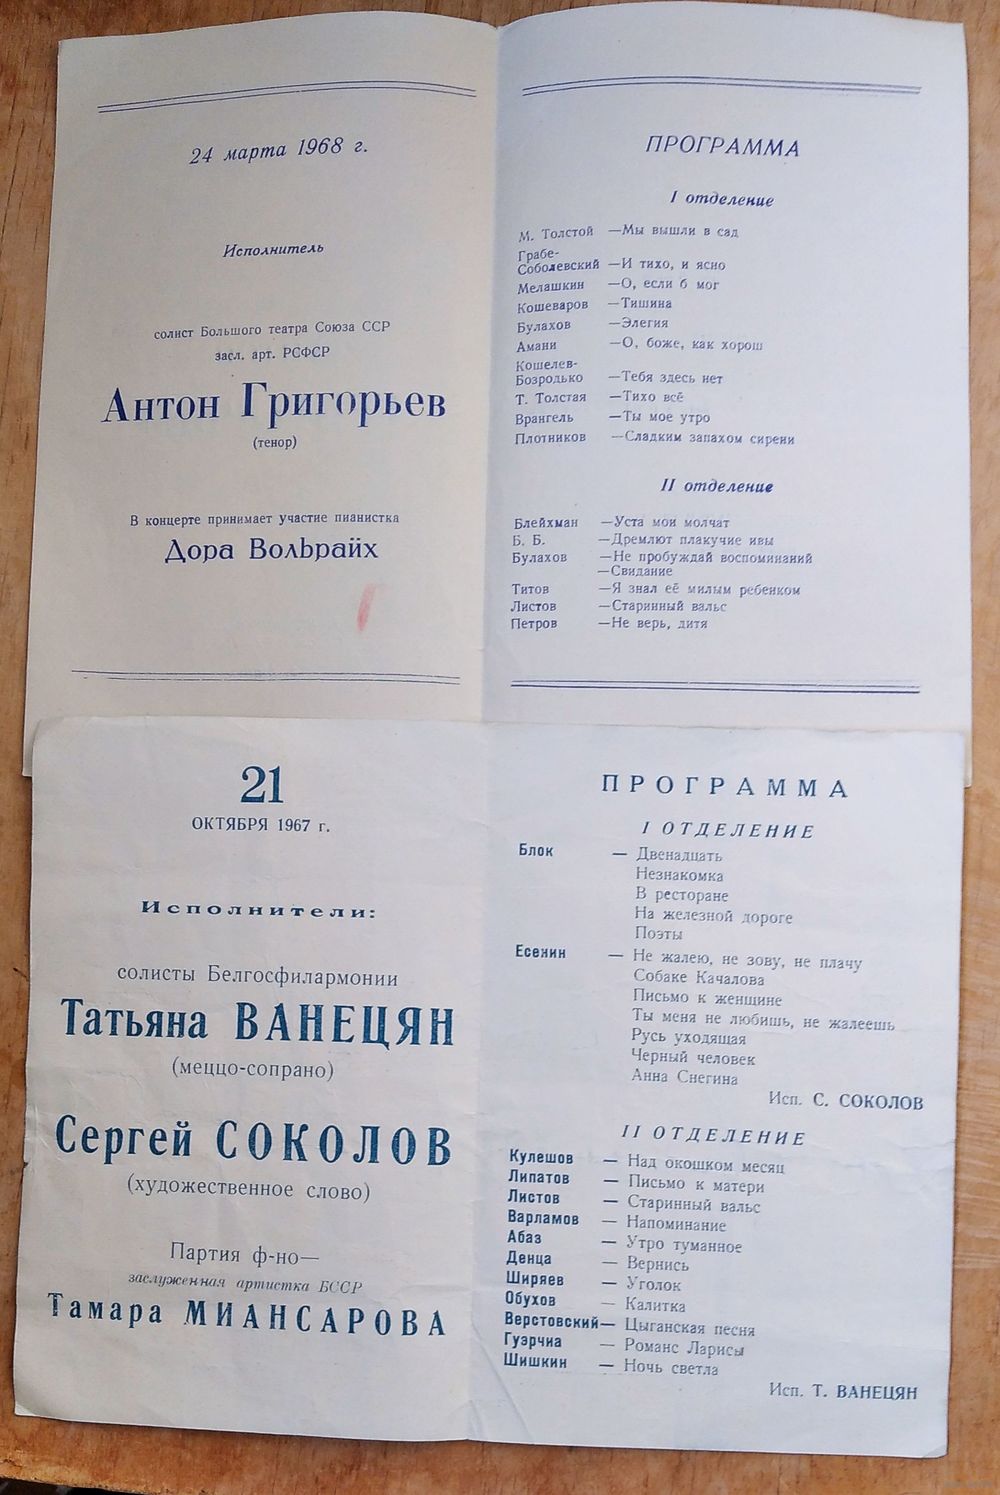 24 марта 1968 г.
Исполнитель
солист Большого театра Союза ССР
засл. арт. РСФСР
Антон Григорьев
(тенор)
В концерте принимает участие пианистка
Дора Вольрайх
ПРОГРАММА
I отделение
М. Толстой —Мы вышли в сад
Грабе-
Соболевский —И тихо, и ясно
Мелашкин —О, если б мог
Кошеваров —Тишина
Булахов —Элегия
Амани —О, боже, как хорош
Кошелев-
Бозродько —Тебя здесь нет
Т. Толстая —Тихо всё
Врангель —Ты мое утро
Плотников —Сладким запахом сирени
II отделение
Блейхман —Уста мои молчат
Б. Б. —Дремлют плакучие ивы
Булахов —Не пробуждай воспоминаний
—Свидание
Титов —Я знал её милым ребенком
Листов —Старинный вальс
Петров —Не верь, дитя
21
ОКТЯБРЯ 1967 г.
Исполнители:
солисты Белгосфилармонии
Татьяна ВАНЕЦЯН
(меццо-сопрано)
Сергей СОКОЛОВ
(художественное слово)
Партия ф-но—
заслуженная артистка БССР
Тамара МИАНСАРОВА
ПРОГРАММА
I ОТДЕЛЕНИЕ
Блок — Двенадцать
Незнакомка
В ресторане
На железной дороге
Поэты
Есенин — Не жалею, не зову, не плачу
Собаке Качалова
Письмо к женщине
Ты меня не любишь, не жалеешь
Русь уходящая
Черный человек
Анна Снегина
Исп. С. СОКОЛОВ
II ОТДЕЛЕНИЕ
Кулешов — Над окошком месяц
Липатов — Письмо к матери
Листов — Старинный вальс
Варламов — Напоминание
Абаз — Утро туманное
Денца — Вернись
Ширяев — Уголок
Обухов — Калитка
Верстовский— Цыганская песня
Гуэрчиа — Романс Ларисы
Шишкин — Ночь светла
Исп. Т. ВАНЕЦЯН